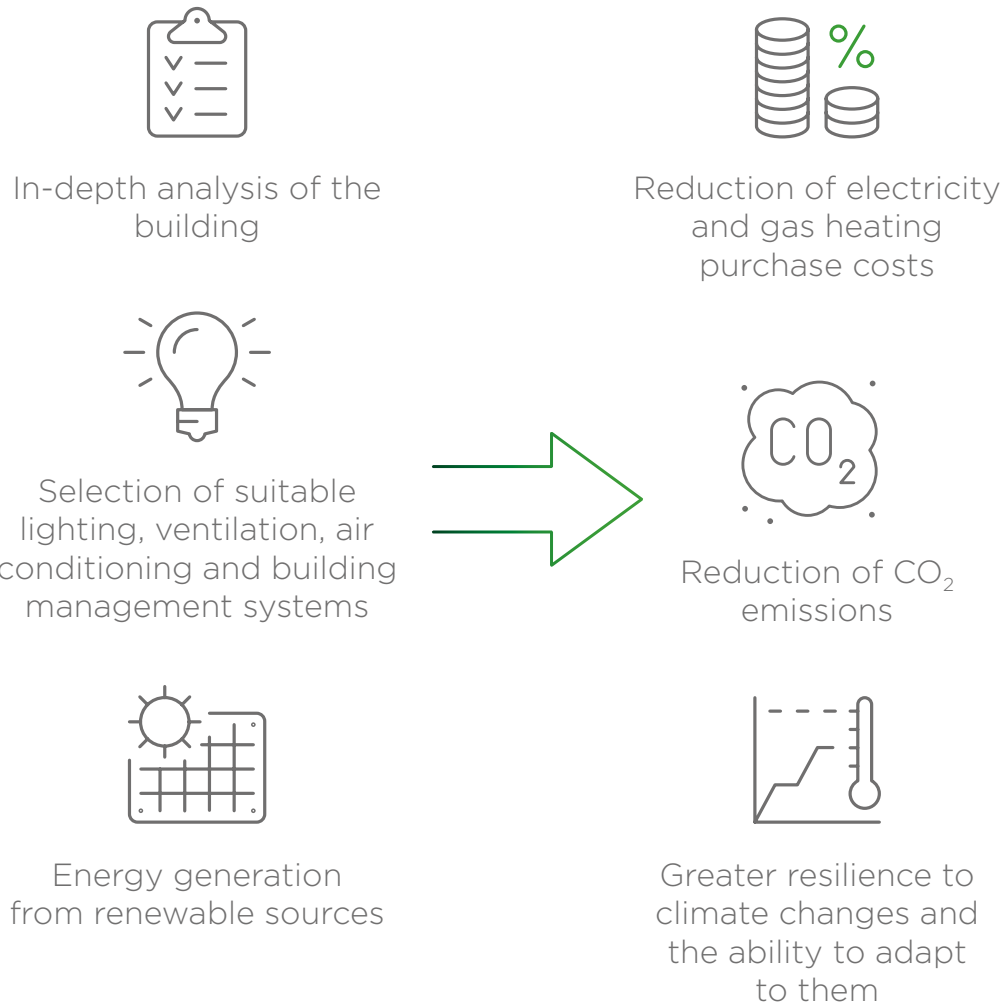 In-depth analysis of the
building
Selection of suitable
lighting, ventilation, air
conditioning and building
management systems
Energy generation
from renewable sources
%
Reduction of electricity
and gas heating
purchase costs
CO₂
Reduction of CO₂
emissions
Greater resilience to
climate changes and
the ability to adapt
to them